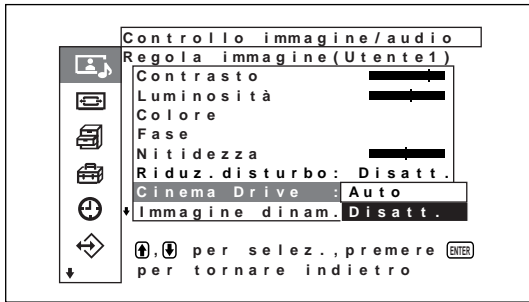 Controllo immagine/audio
Regola immagine(Utente1)
Contrasto
Luminosità
Colore
Fase
Nitidezza
Riduz.disturbo: Disatt.
Cinema Drive : Auto
Immagine dinam. Disatt.
, per selez.,premere ENTER
per tornare indietro